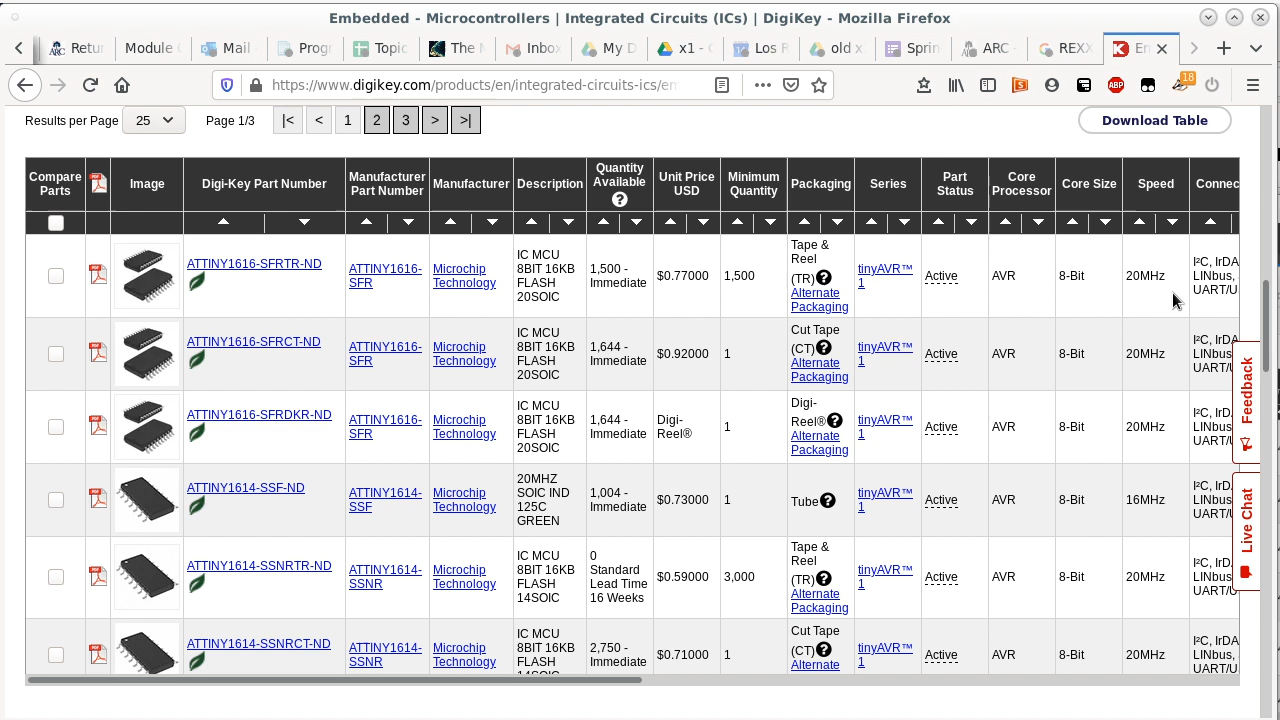 Embedded - Microcontrollers | Integrated Circuits (ICs) | DigiKey - Mozilla Firefox
ARC Retur Module Mail - Progr Topic The M Inbox My D x1 - G Los R old A Sprin ARC - REXX En
https://www.digikey.com/products/en/integrated-circuits-ics/em ABP 18
Results per Page 25 Page 1/3 |< < 1 2 3 > >| Download Table
Compare Parts PDF Image Digi-Key Part Number Manufacturer Part Number Manufacturer Description Quantity Available ? Unit Price USD Minimum Quantity Packaging Series Part Status Core Processor Core Size Speed Connec
PDF ATTINY1616-SFRTR-ND ATTINY1616-SFR Microchip Technology IC MCU 8BIT 16KB FLASH 20SOIC 1,500 - Immediate $0.77000 1,500 Tape & Reel (TR)? Alternate Packaging tinyAVR™ 1 Active AVR 8-Bit 20MHz I²C, IrDA LINbus, UART/U
PDF ATTINY1616-SFRCT-ND ATTINY1616-SFR Microchip Technology IC MCU 8BIT 16KB FLASH 20SOIC 1,644 - Immediate $0.92000 1 Cut Tape (CT)? Alternate Packaging tinyAVR™ 1 Active AVR 8-Bit 20MHz I²C, IrDA LINbus, UART/U
PDF ATTINY1616-SFRDKR-ND ATTINY1616-SFR Microchip Technology IC MCU 8BIT 16KB FLASH 20SOIC 1,644 - Immediate Digi-Reel® 1 Digi-Reel®? Alternate Packaging tinyAVR™ 1 Active AVR 8-Bit 20MHz I²C, IrDA LINbus UART/U
PDF ATTINY1614-SSF-ND ATTINY1614-SSF Microchip Technology 20MHZ SOIC IND 125C GREEN 1,004 - Immediate $0.73000 1 Tube? tinyAVR™ 1 Active AVR 8-Bit 16MHz I²C, IrDA LINbus UART/U
PDF ATTINY1614-SSNRTR-ND ATTINY1614-SSNR Microchip Technology IC MCU 8BIT 16KB FLASH 14SOIC 0 Standard Lead Time 16 Weeks $0.59000 3,000 Tape & Reel (TR)? Alternate Packaging tinyAVR™ 1 Active AVR 8-Bit 20MHz I²C, IrDA LINbus, UART/U
PDF ATTINY1614-SSNRCT-ND ATTINY1614-SSNR Microchip Technology IC MCU 8BIT 16KB FLASH 14SOIC 2,750 - Immediate $0.71000 1 Cut Tape (CT)? Alternate tinyAVR™ 1 Active AVR 8-Bit 20MHz I²C, IrDA LINbus, UART/U
Feedback
Live Chat